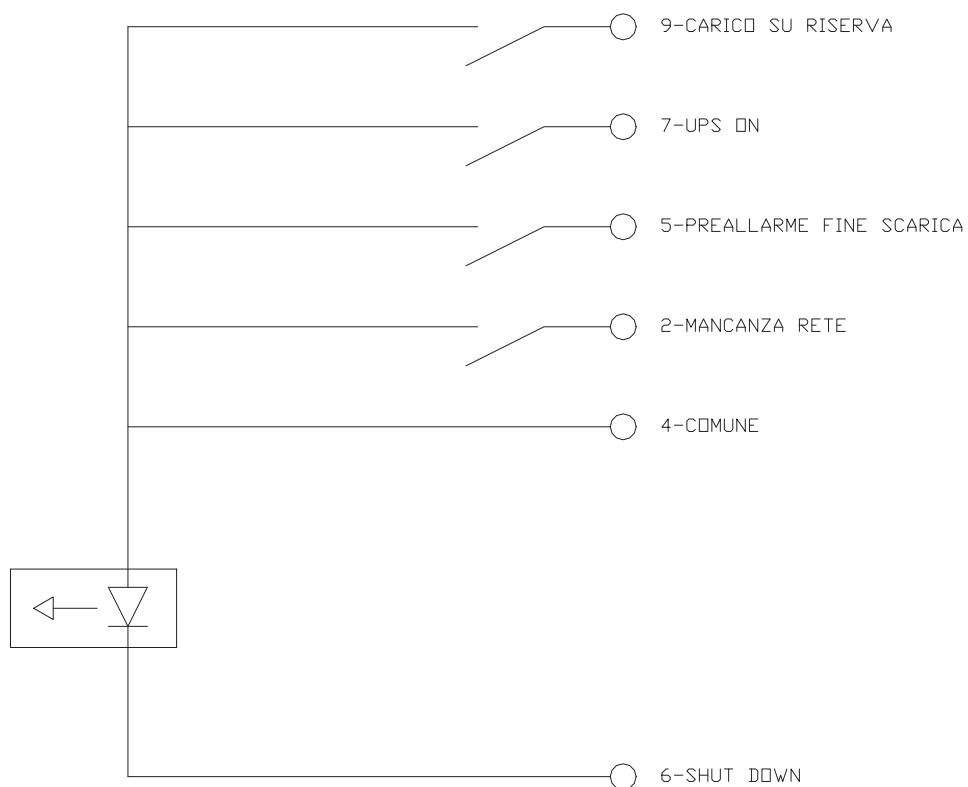 9-CARICO SU RISERVA
7-UPS ON
5-PREALLARME FINE SCARICA
2-MANCANZA RETE
4-COMUNE
6-SHUT DOWN